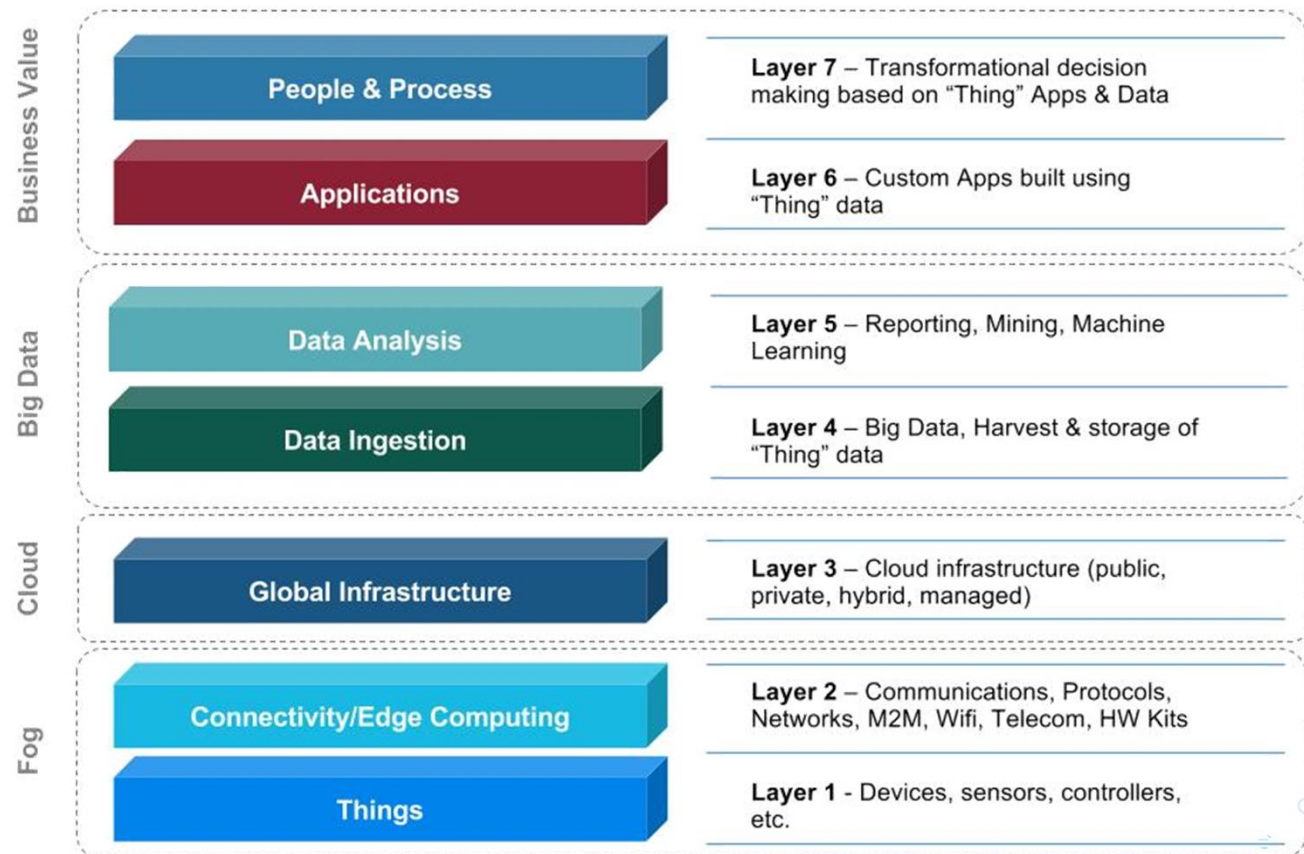 Business Value
People & Process
Layer 7 – Transformational decision
making based on “Thing” Apps & Data
Applications
Layer 6 – Custom Apps built using
“Thing” data
Big Data
Data Analysis
Layer 5 – Reporting, Mining, Machine
Learning
Data Ingestion
Layer 4 – Big Data, Harvest & storage of
“Thing” data
Cloud
Global Infrastructure
Layer 3 – Cloud infrastructure (public,
private, hybrid, managed)
Fog
Connectivity/Edge Computing
Layer 2 – Communications, Protocols,
Networks, M2M, Wifi, Telecom, HW Kits
Things
Layer 1 - Devices, sensors, controllers,
etc.